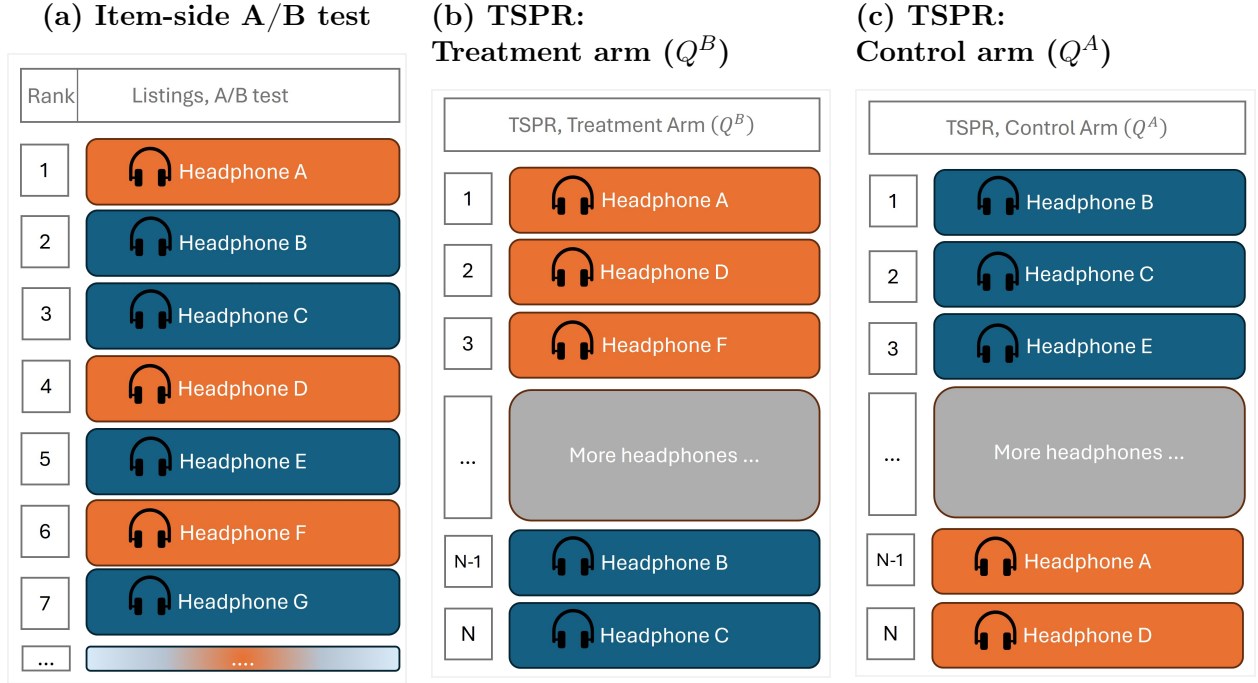 (a) Item-side A/B test
Rank
Listings, A/B test
1
Headphone A
2
Headphone B
3
Headphone C
4
Headphone D
5
Headphone E
6
Headphone F
7
Headphone G
...
....
(b) TSPR:
Treatment arm (Q^B)
TSPR, Treatment Arm (Q^B)
1
Headphone A
2
Headphone D
3
Headphone F
...
More headphones ...
N-1
Headphone B
N
Headphone C
(c) TSPR:
Control arm (Q^A)
TSPR, Control Arm (Q^A)
1
Headphone B
2
Headphone C
3
Headphone E
...
More headphones ...
N-1
Headphone A
N
Headphone D